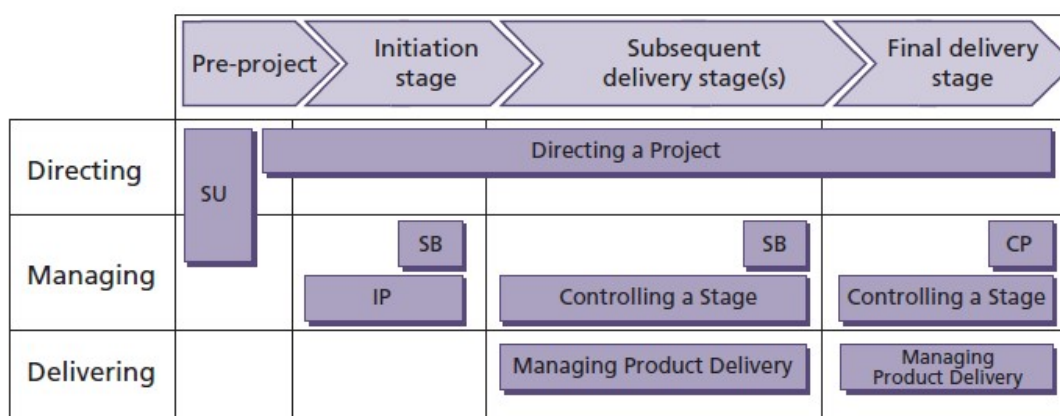 Pre-project
Initiation
stage
Subsequent
delivery stage(s)
Final delivery
stage
Directing
SU
Directing a Project
Managing
SB
SB
CP
IP
Controlling a Stage
Controlling a Stage
Delivering
Managing Product Delivery
Managing
Product Delivery